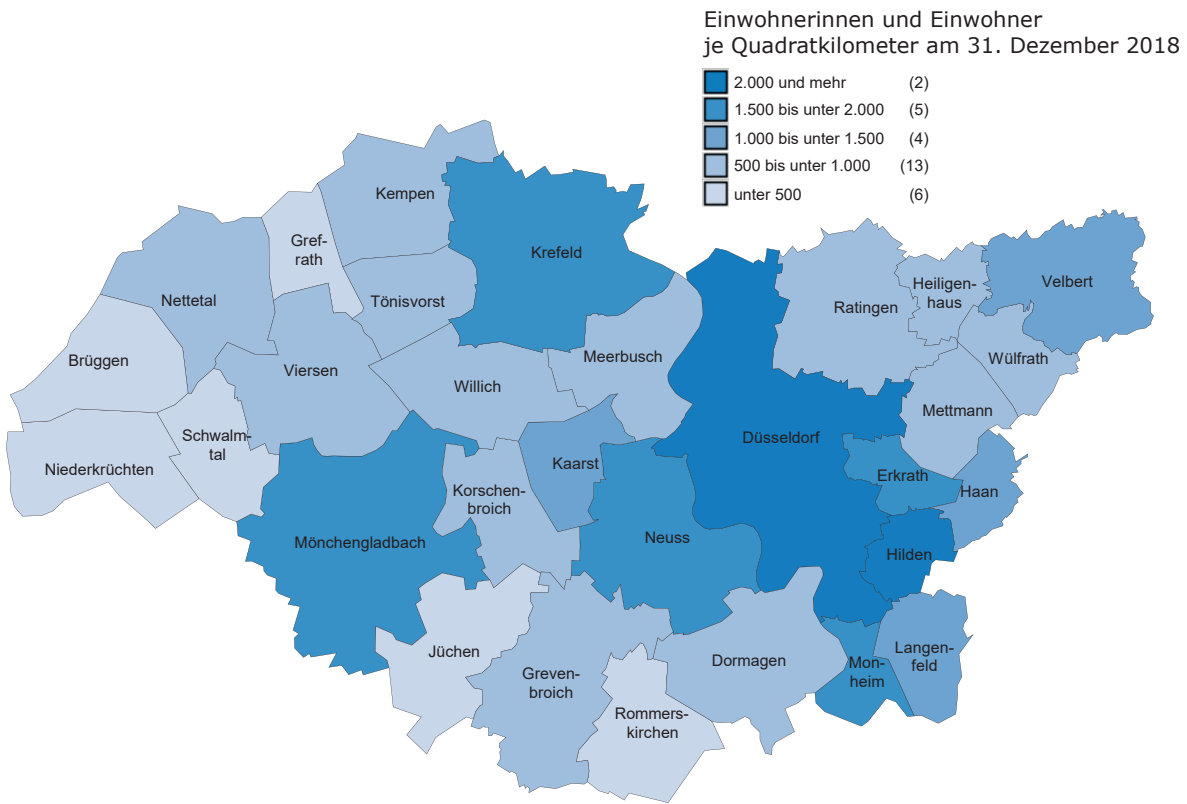 Einwohnerinnen und Einwohner
je Quadratkilometer am 31. Dezember 2018
2.000 und mehr (2)
1.500 bis unter 2.000 (5)
1.000 bis unter 1.500 (4)
500 bis unter 1.000 (13)
unter 500 (6)
Kempen
Gref-
rath
Krefeld
Nettetal
Tönisvorst
Ratingen
Heiligen-
haus
Velbert
Brüggen
Viersen
Willich
Meerbusch
Wülfrath
Mettmann
Schwalm-
tal
Niederkrüchten
Düsseldorf
Kaarst
Erkrath
Haan
Korschen-
broich
Mönchengladbach
Neuss
Hilden
Jüchen
Greven-
broich
Dormagen
Mon-
heim
Langen-
feld
Rommers-
kirchen